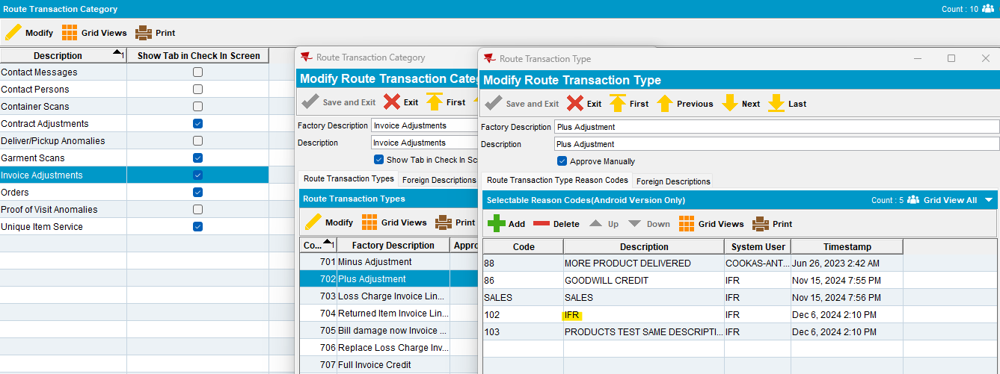 Route Transaction Category
Count : 10
Modify Grid Views Print
Description 1 Show Tab in Check In Screen
Contact Messages
Contact Persons
Container Scans
Contract Adjustments
Deliver/Pickup Anomalies
Garment Scans
Invoice Adjustments
Orders
Proof of Visit Anomalies
Unique Item Service
Route Transaction Category
Modify Route Transaction Categ
Save and Exit Exit First
Factory Description Invoice Adjustments
Description Invoice Adjustments
Show Tab in Check In Scr
Route Transaction Types Foreign Descriptions
Route Transaction Types
Modify Grid Views Print
Co... 1 Factory Description Appro
701 Minus Adjustment
702 Plus Adjustment
703 Loss Charge Invoice Lin...
704 Returned Item Invoice Lin...
705 Bill damage now Invoice ...
706 Replace Loss Charge Inv...
707 Full Invoice Credit
Route Transaction Type
Modify Route Transaction Type
Save and Exit Exit First Previous Next Last
Factory Description Plus Adjustment
Description Plus Adjustment
Approve Manually
Route Transaction Type Reason Codes Foreign Descriptions
Selectable Reason Codes(Android Version Only) Count : 5 Grid View All
Add Delete Up Down Grid Views Print
Code Description System User Timestamp
88 MORE PRODUCT DELIVERED COOKAS-ANT... Jun 26, 2023 2:42 AM
86 GOODWILL CREDIT IFR Nov 15, 2024 7:55 PM
SALES SALES IFR Nov 15, 2024 7:56 PM
102 IFR IFR Dec 6, 2024 2:10 PM
103 PRODUCTS TEST SAME DESCRIPTI... IFR Dec 6, 2024 2:10 PM